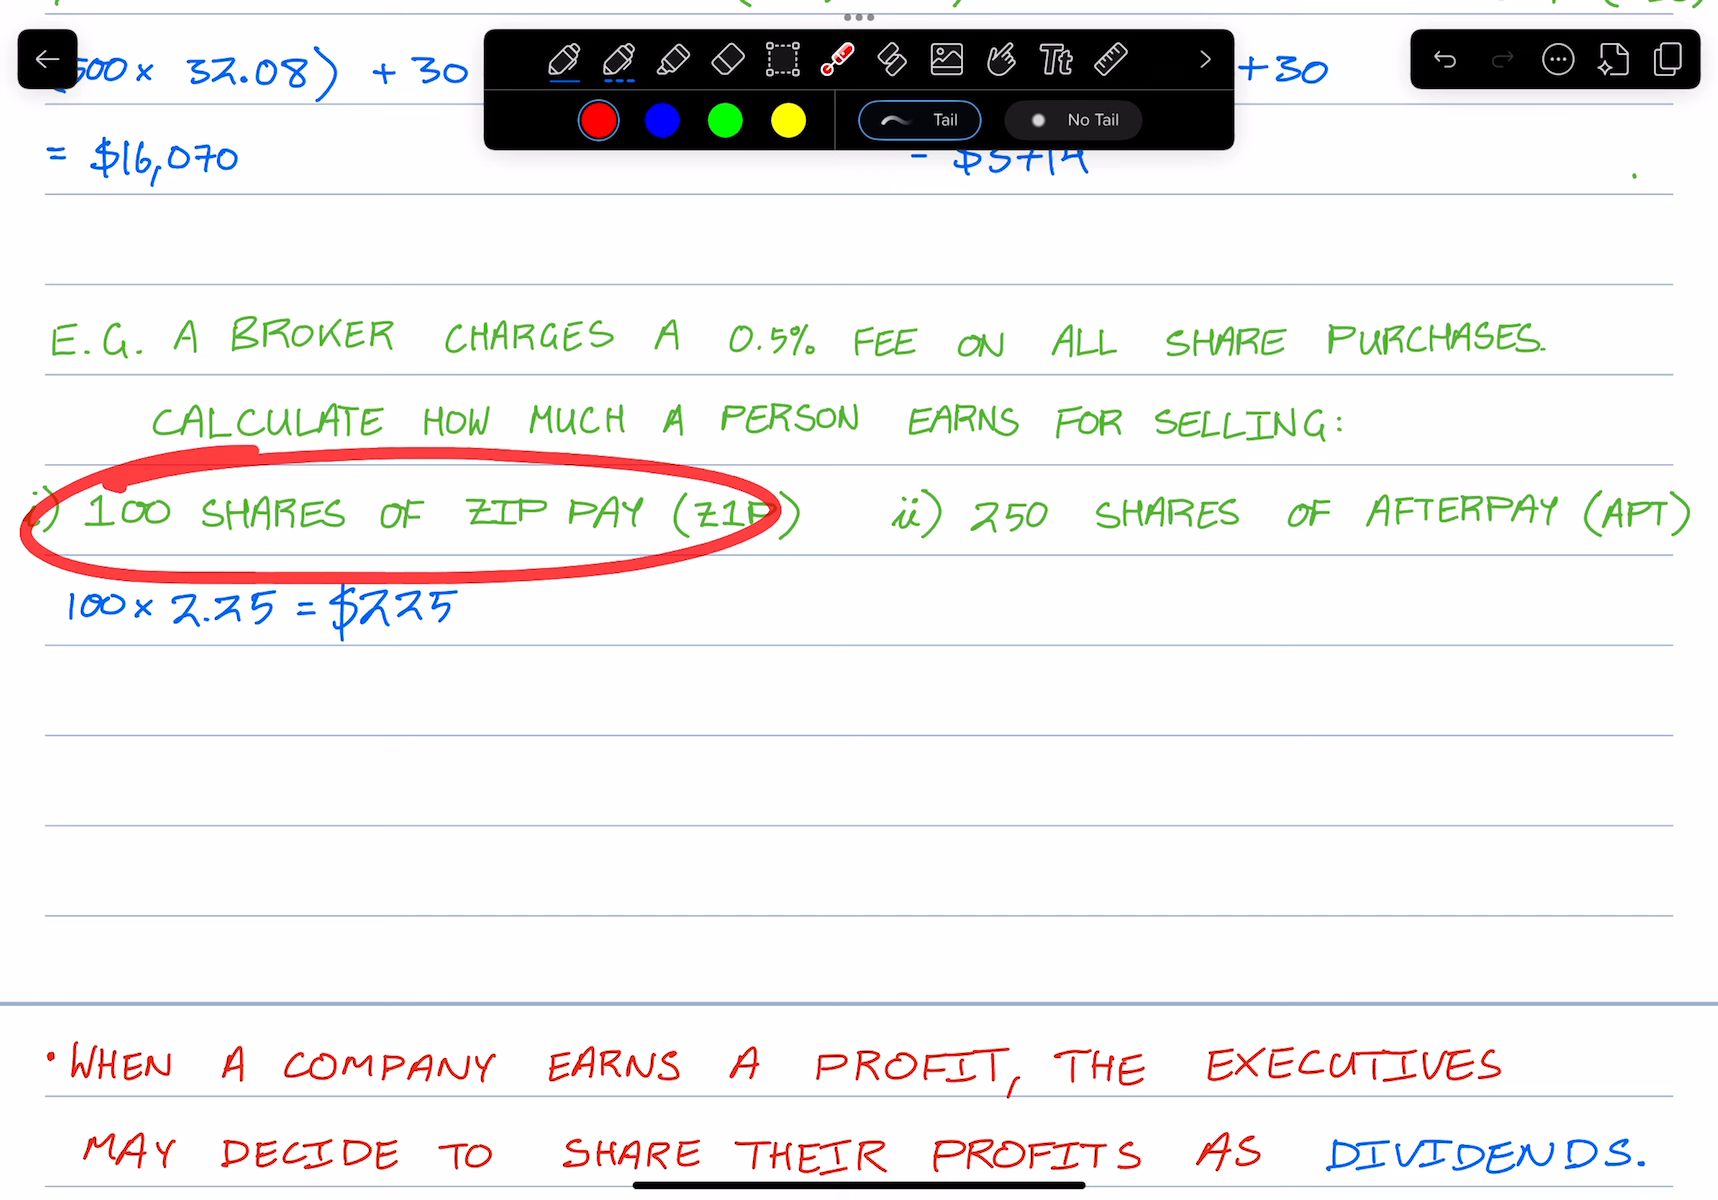 500 x 32.08) + 30
+30
= $16,070
= $5714
Tail
No Tail
E.G. A BROKER CHARGES A 0.5% FEE ON ALL SHARE PURCHASES.
CALCULATE HOW MUCH A PERSON EARNS FOR SELLING:
i) 100 SHARES OF ZIP PAY (Z1P)
ii) 250 SHARES OF AFTERPAY (APT)
100 x 2.25 = $225
• WHEN A COMPANY EARNS A PROFIT, THE EXECUTIVES
MAY DECIDE TO SHARE THEIR PROFITS AS DIVIDENDS.